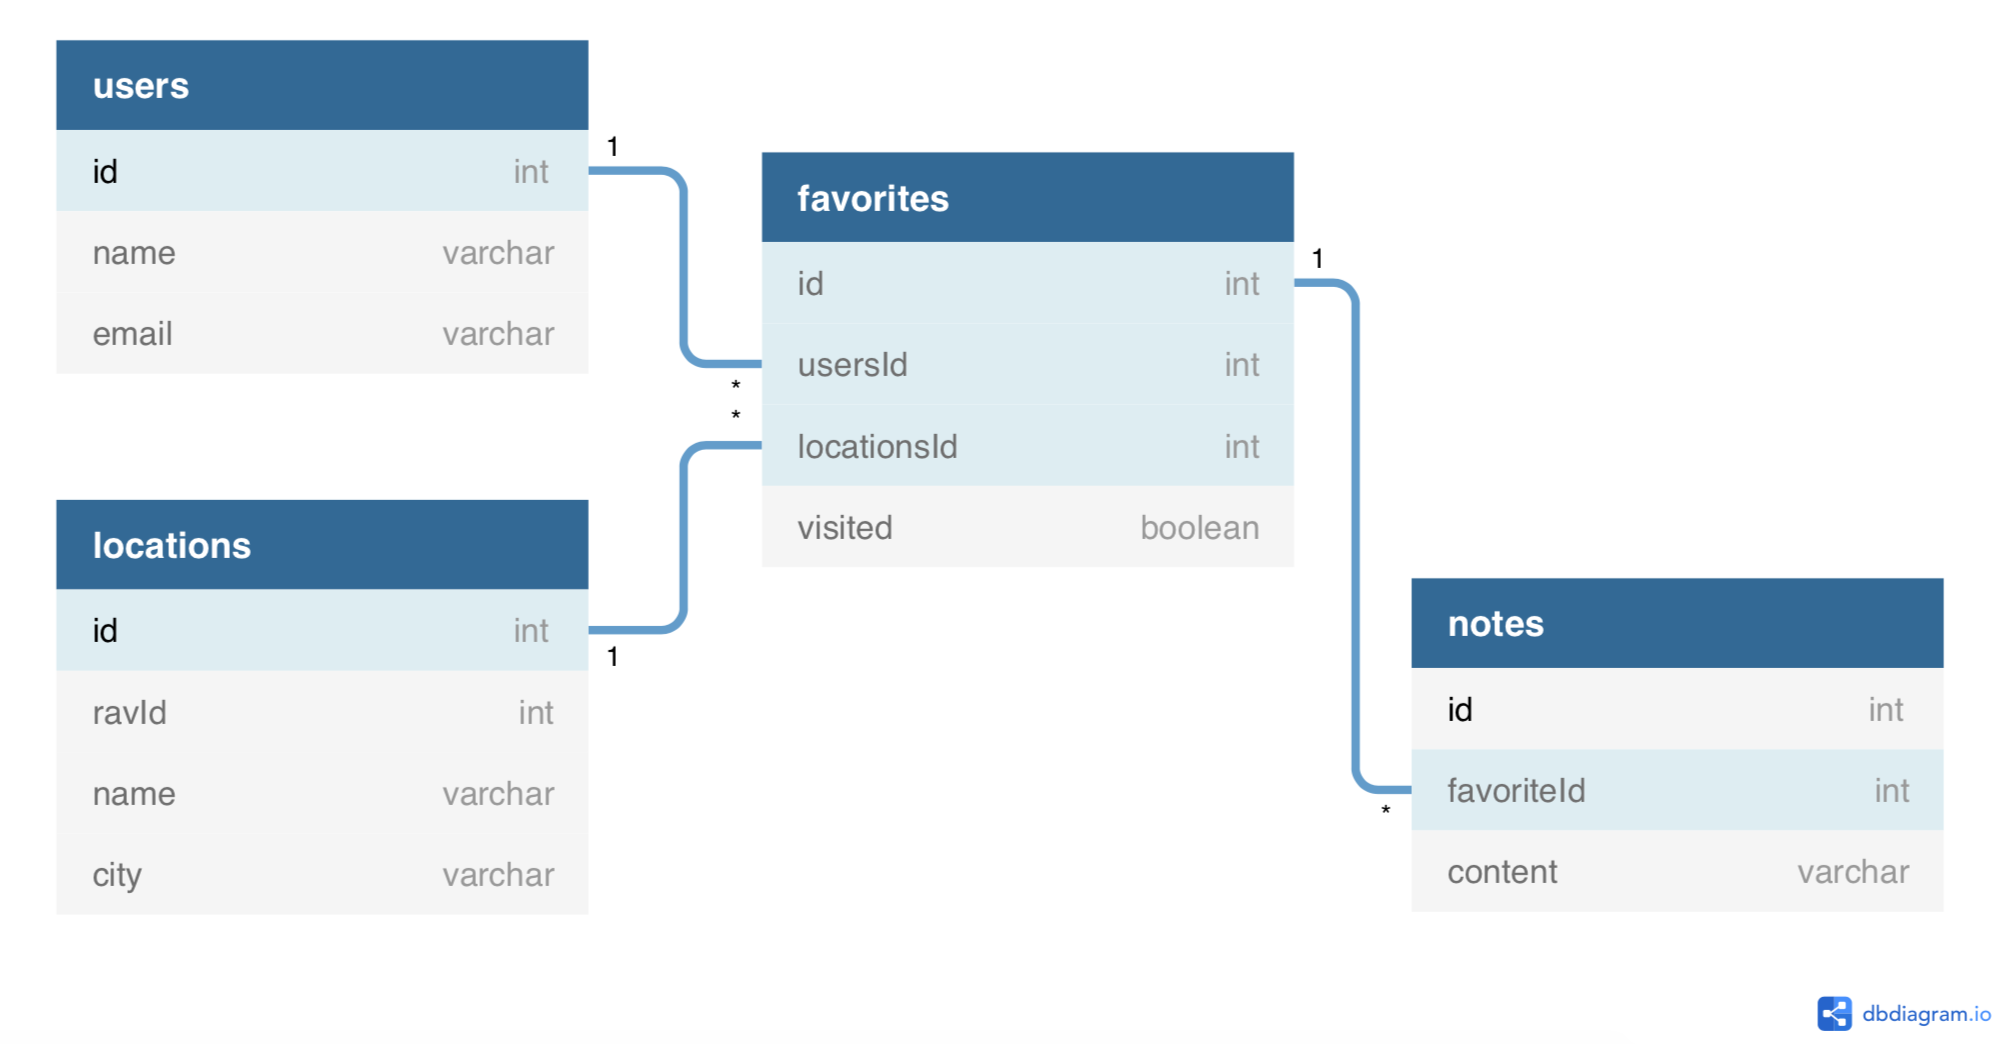 users
id int
name varchar
email varchar
1
*
favorites
id int
usersId int
locationsId int
visited boolean
1
*
locations
id int
ravId int
name varchar
city varchar
1
*
notes
id int
favoriteId int
content varchar
dbdiagram.io